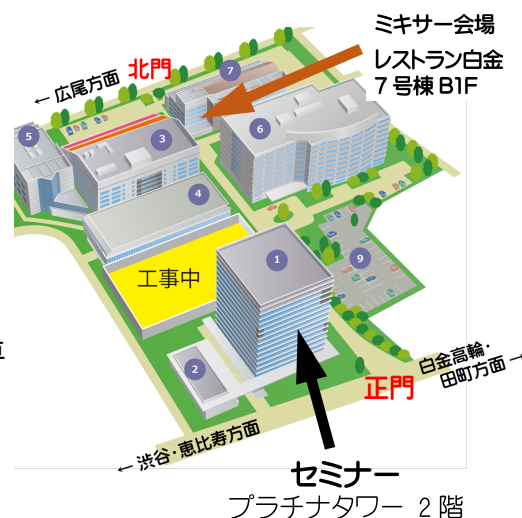 ミキサー会場
レストラン白金
7号棟B1F
北門
← 広尾方面
7
6
5
3
4
工事中
1
9
2
白金高輪・
田町方面 →
正門
← 渋谷・恵比寿方面
セミナー
プラチナタワー 2階